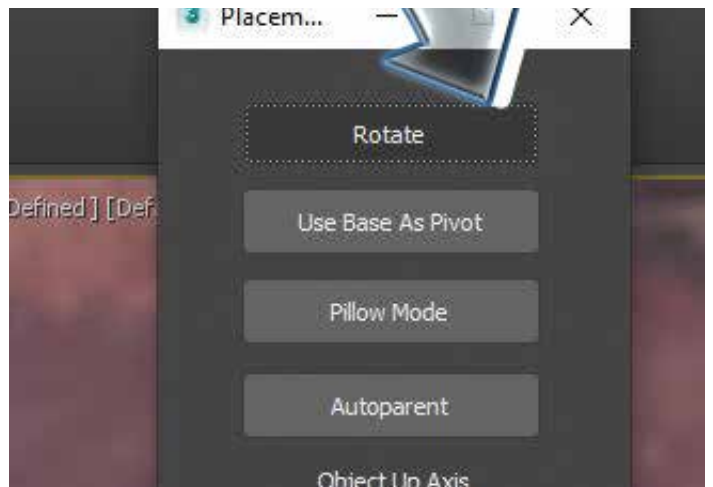 Placem...
Rotate
Defined ] [Def
Use Base As Pivot
Pillow Mode
Autoparent
Object Up Axis